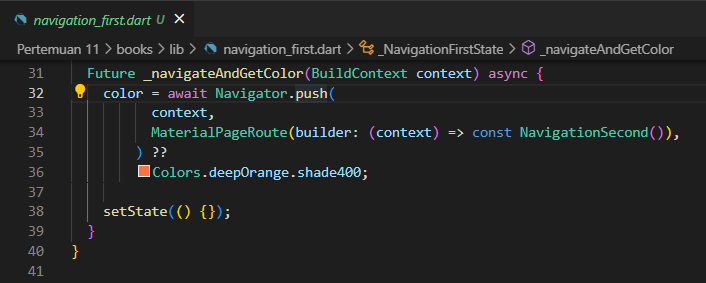 navigation_first.dart U
Pertemuan 11 > books > lib > navigation_first.dart > _NavigationFirstState > _navigateAndGetColor
31 Future _navigateAndGetColor(BuildContext context) async {
32 color = await Navigator.push(
33 context,
34 MaterialPageRoute(builder: (context) => const NavigationSecond()),
35 ) ??
36 Colors.deepOrange.shade400;
37
38 setState(() {});
39 }
40 }
41